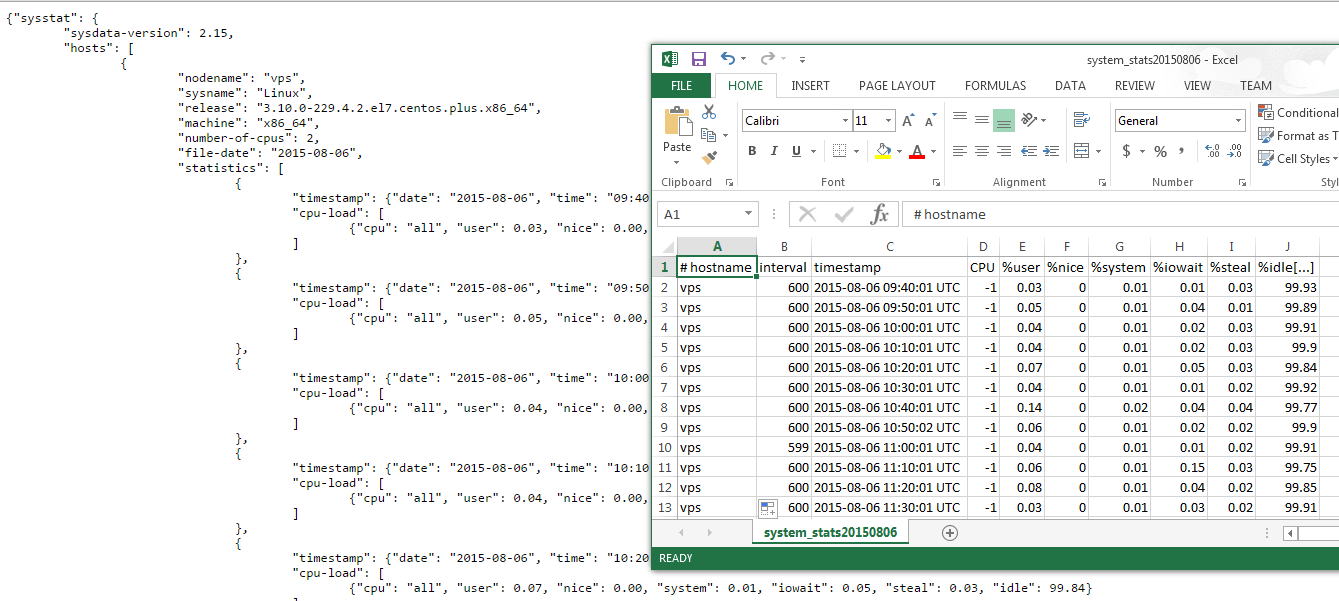 {"sysstat": {
"sysdata-version": 2.15,
"hosts": [
{
"nodename": "vps",
"sysname": "Linux",
"release": "3.10.0-229.4.2.el7.centos.plus.x86_64",
"machine": "x86_64",
"number-of-cpus": 2,
"file-date": "2015-08-06",
"statistics": [
{
"timestamp": {"date": "2015-08-06", "time": "09:40
"cpu-load": [
{"cpu": "all", "user": 0.03, "nice": 0.00,
]
},
{
"timestamp": {"date": "2015-08-06", "time": "09:50
"cpu-load": [
{"cpu": "all", "user": 0.05, "nice": 0.00,
]
},
{
"timestamp": {"date": "2015-08-06", "time": "10:00
"cpu-load": [
{"cpu": "all", "user": 0.04, "nice": 0.00,
]
},
{
"timestamp": {"date": "2015-08-06", "time": "10:10
"cpu-load": [
{"cpu": "all", "user": 0.04, "nice": 0.00,
]
},
{
"timestamp": {"date": "2015-08-06", "time": "10:20
"cpu-load": [
{"cpu": "all", "user": 0.07, "nice": 0.00, "system": 0.01, "iowait": 0.05, "steal": 0.03, "idle": 99.84}
system_stats20150806 - Excel
FILE HOME INSERT PAGE LAYOUT FORMULAS DATA REVIEW VIEW TEAM
Calibri 11 General Conditional
Format as T
Paste B I U A $ % , Cell Styles
Clipboard Font Alignment Number Styl
A1 fx # hostname
A B C D E F G H I J
1 # hostname interval timestamp CPU %user %nice %system %iowait %steal %idle[...]
2 vps 600 2015-08-06 09:40:01 UTC -1 0.03 0 0.01 0.01 0.03 99.93
3 vps 600 2015-08-06 09:50:01 UTC -1 0.05 0 0.01 0.04 0.01 99.89
4 vps 600 2015-08-06 10:00:01 UTC -1 0.04 0 0.01 0.02 0.03 99.91
5 vps 600 2015-08-06 10:10:01 UTC -1 0.04 0 0.01 0.02 0.03 99.9
6 vps 600 2015-08-06 10:20:01 UTC -1 0.07 0 0.01 0.05 0.03 99.84
7 vps 600 2015-08-06 10:30:01 UTC -1 0.04 0 0.01 0.01 0.02 99.92
8 vps 600 2015-08-06 10:40:01 UTC -1 0.14 0 0.02 0.04 0.04 99.77
9 vps 600 2015-08-06 10:50:02 UTC -1 0.06 0 0.01 0.02 0.02 99.9
10 vps 599 2015-08-06 11:00:01 UTC -1 0.04 0 0.01 0.01 0.02 99.91
11 vps 600 2015-08-06 11:10:01 UTC -1 0.06 0 0.01 0.15 0.03 99.75
12 vps 600 2015-08-06 11:20:01 UTC -1 0.08 0 0.01 0.04 0.02 99.85
13 vps 600 2015-08-06 11:30:01 UTC -1 0.03 0 0.01 0.03 0.02 99.91
system_stats20150806
READY